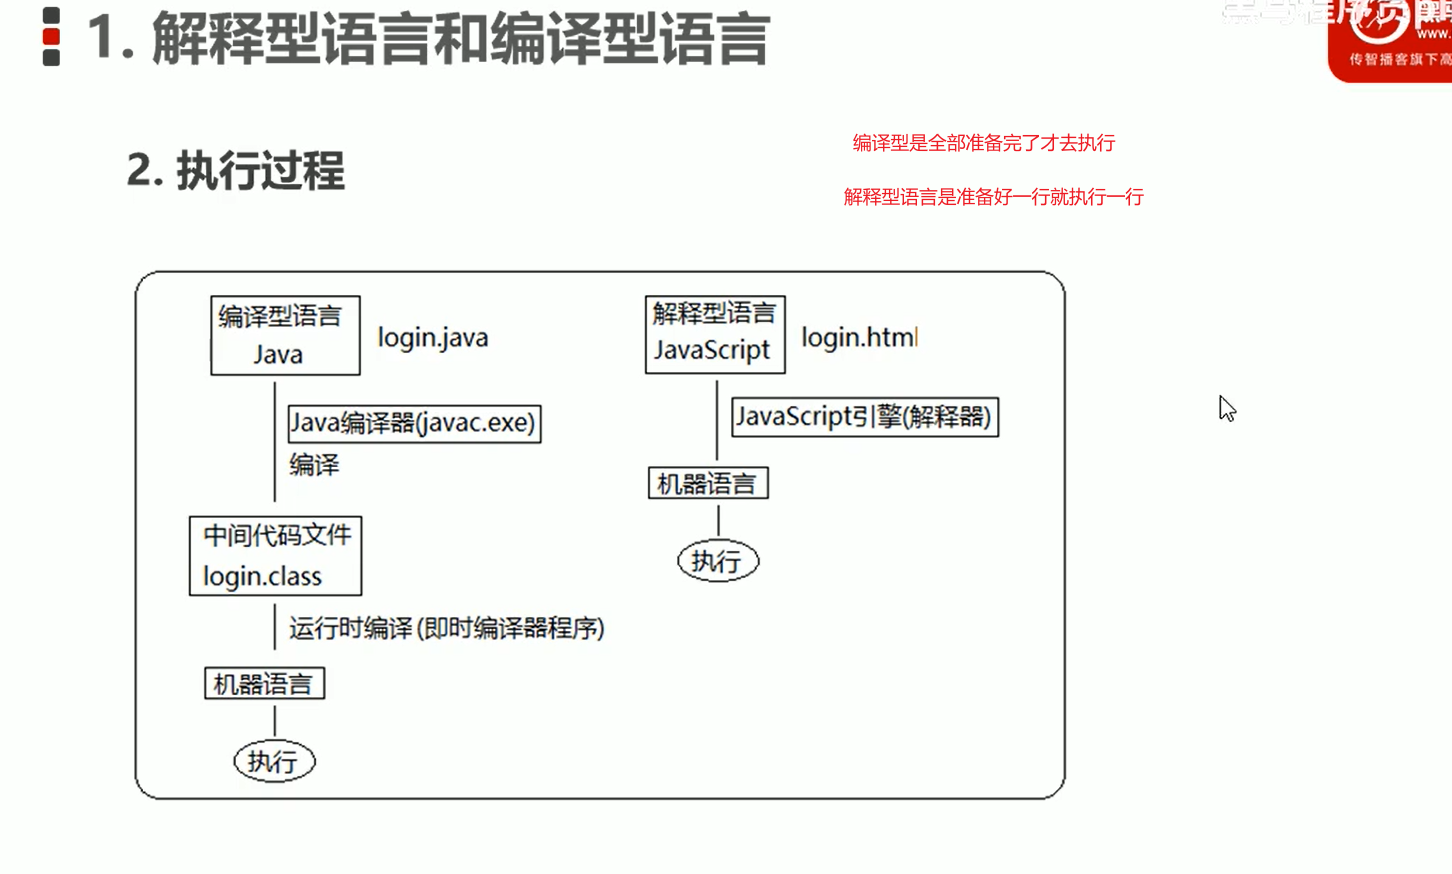 1. 解释型语言和编译型语言
www.
传智播客旗下高
编译型是全部准备完了才去执行
2. 执行过程
解释型语言是准备好一行就执行一行
编译型语言
Java
login.java
Java编译器(javac.exe)
编译
中间代码文件
login.class
运行时编译(即时编译器程序)
机器语言
执行
解释型语言
JavaScript
login.html
JavaScript引擎(解释器)
机器语言
执行